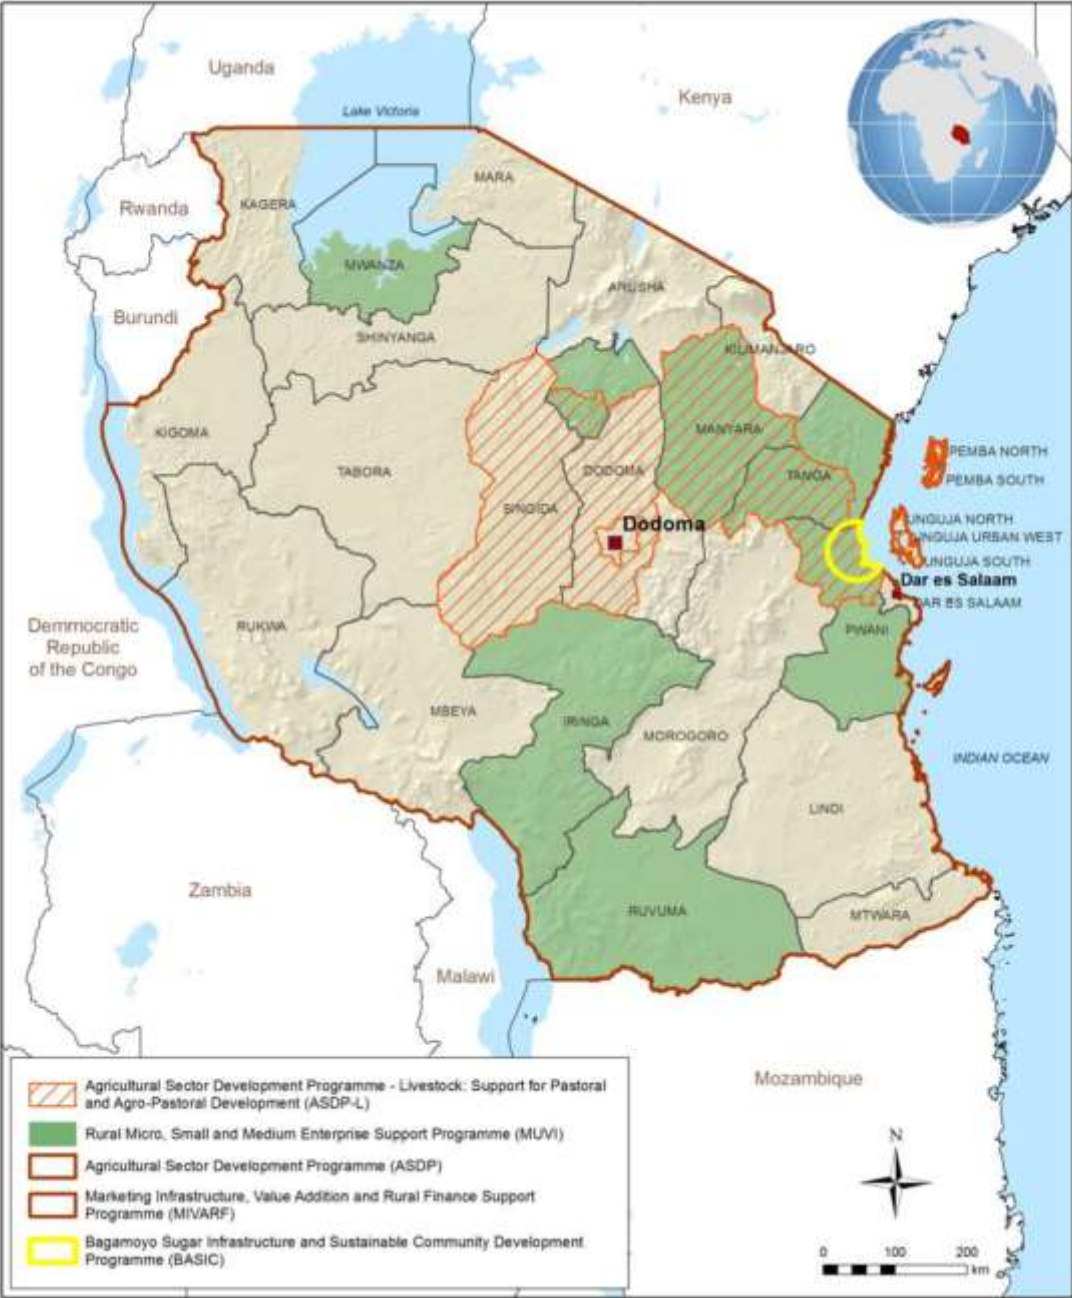 Uganda
Kenya
Lake Victoria
MARA
KAGERA
Rwanda
MWANZA
ARUSHA
Burundi
SHINYANGA
KILIMANJARO
KIGOMA
MANYARA
PEMBA NORTH
TABORA
DODOMA
TANGA
PEMBA SOUTH
SINGIDA
Dodoma
UNGUJA NORTH
UNGUJA URBAN WEST
UNGUJA SOUTH
Dar es Salaam
DAR ES SALAAM
Demmocratic
Republic
of the Congo
RUKWA
PWANI
MBEYA
IRINGA
MOROGORO
INDIAN OCEAN
LINDI
Zambia
RUVUMA
MTWARA
Malawi
Mozambique
Agricultural Sector Development Programme - Livestock: Support for Pastoral
and Agro-Pastoral Development (ASDP-L)
Rural Micro, Small and Medium Enterprise Support Programme (MUVI)
Agricultural Sector Development Programme (ASDP)
Marketing Infrastructure, Value Addition and Rural Finance Support
Programme (MIVARF)
Bagamoyo Sugar Infrastructure and Sustainable Community Development
Programme (BASIC)
N
0 100 200
km